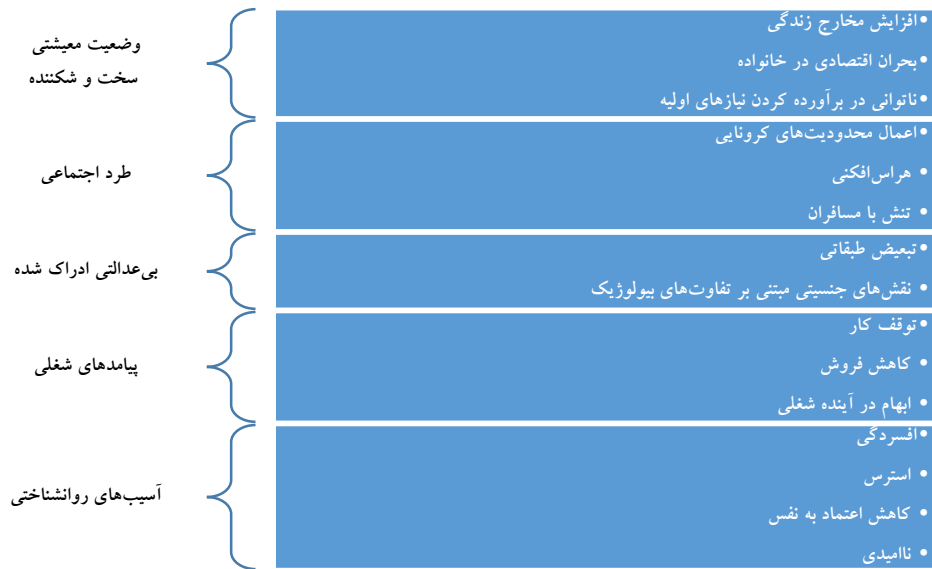 وضعیت معیشتی
سخت و شکننده
•افزایش مخارج زندگی
•بحران اقتصادی در خانواده
•ناتوانی در برآورده کردن نیازهای اولیه
طرد اجتماعی
•اعمال محدودیت‌های کرونایی
• هراس‌افکنی
• تنش با مسافران
بی‌عدالتی ادراک شده
•تبعیض طبقاتی
• نقش‌های جنسیتی مبتنی بر تفاوت‌های بیولوژیک
پیامدهای شغلی
•توقف کار
• کاهش فروش
• ابهام در آینده شغلی
آسیب‌های روانشناختی
•افسردگی
• استرس
• کاهش اعتماد به نفس
• ناامیدی